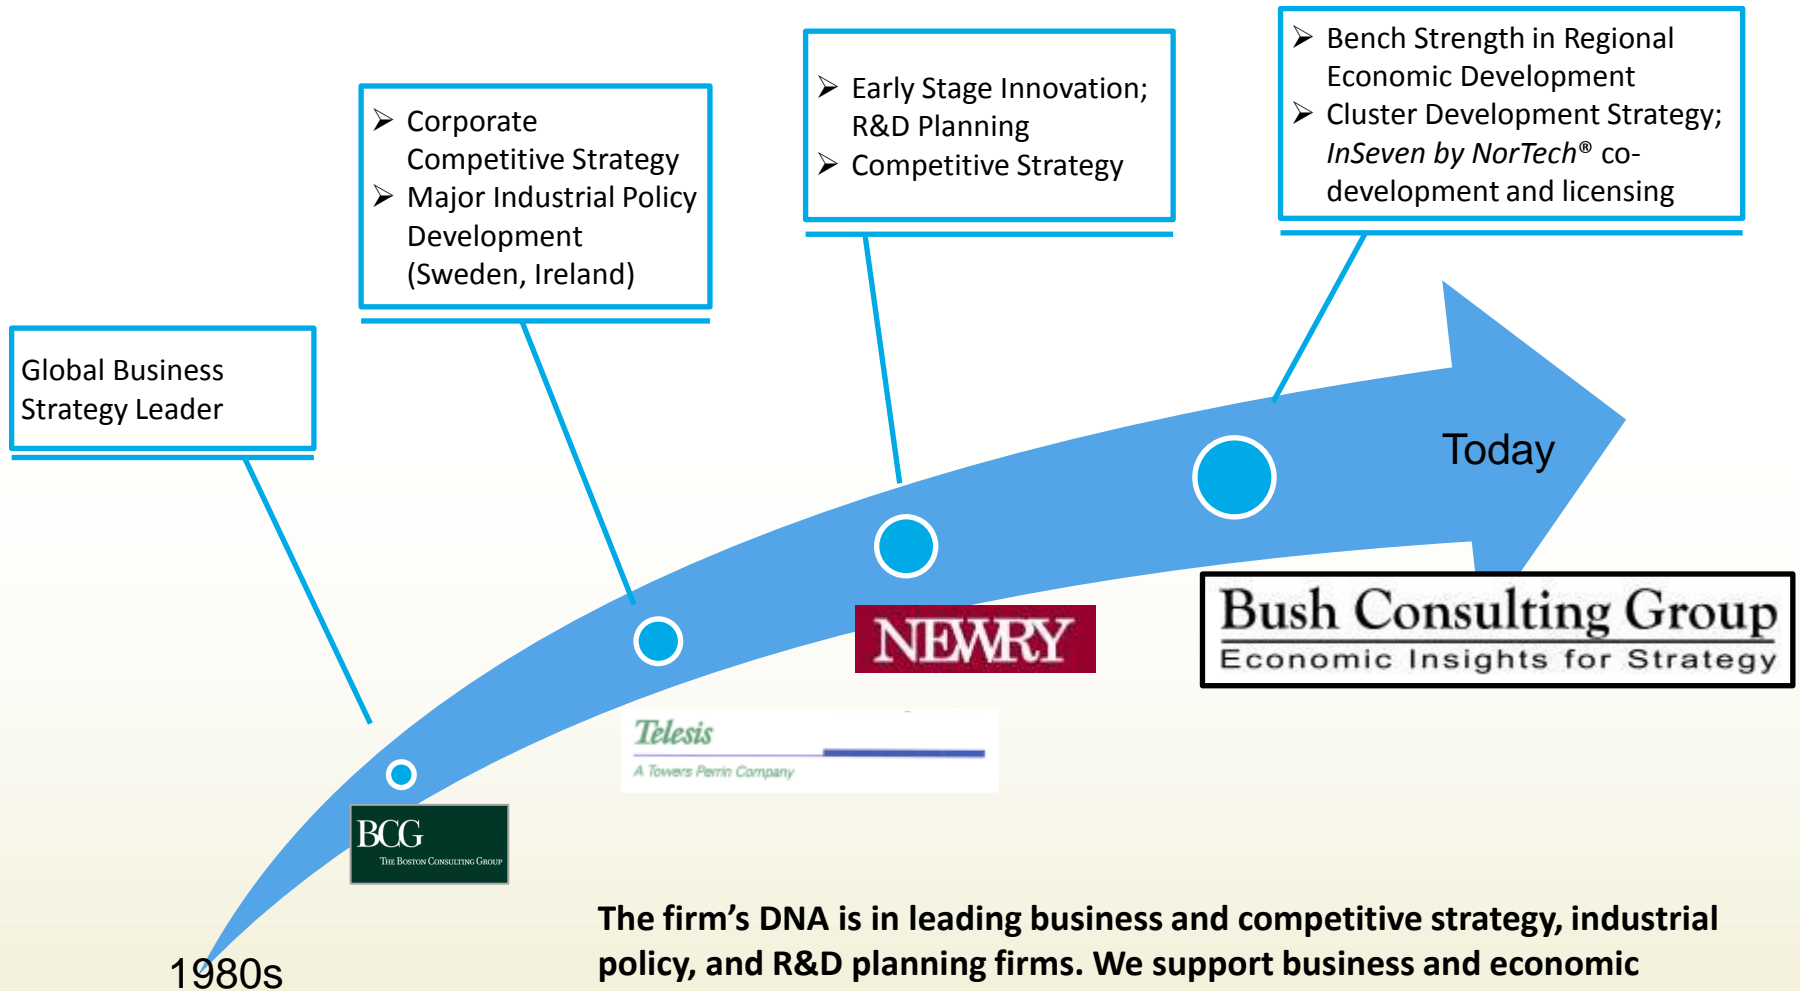 Global Business
Strategy Leader
➢ Corporate
Competitive Strategy
➢ Major Industrial Policy
Development
(Sweden, Ireland)
➢ Early Stage Innovation;
R&D Planning
➢ Competitive Strategy
➢ Bench Strength in Regional
Economic Development
➢ Cluster Development Strategy;
InSeven by NorTech® co-
development and licensing
Today
NEWRY
Bush Consulting Group
Economic Insights for Strategy
Telesis
A Towers Perrin Company
BCG
THE BOSTON CONSULTING GROUP
1980s
The firm’s DNA is in leading business and competitive strategy, industrial
policy, and R&D planning firms. We support business and economic